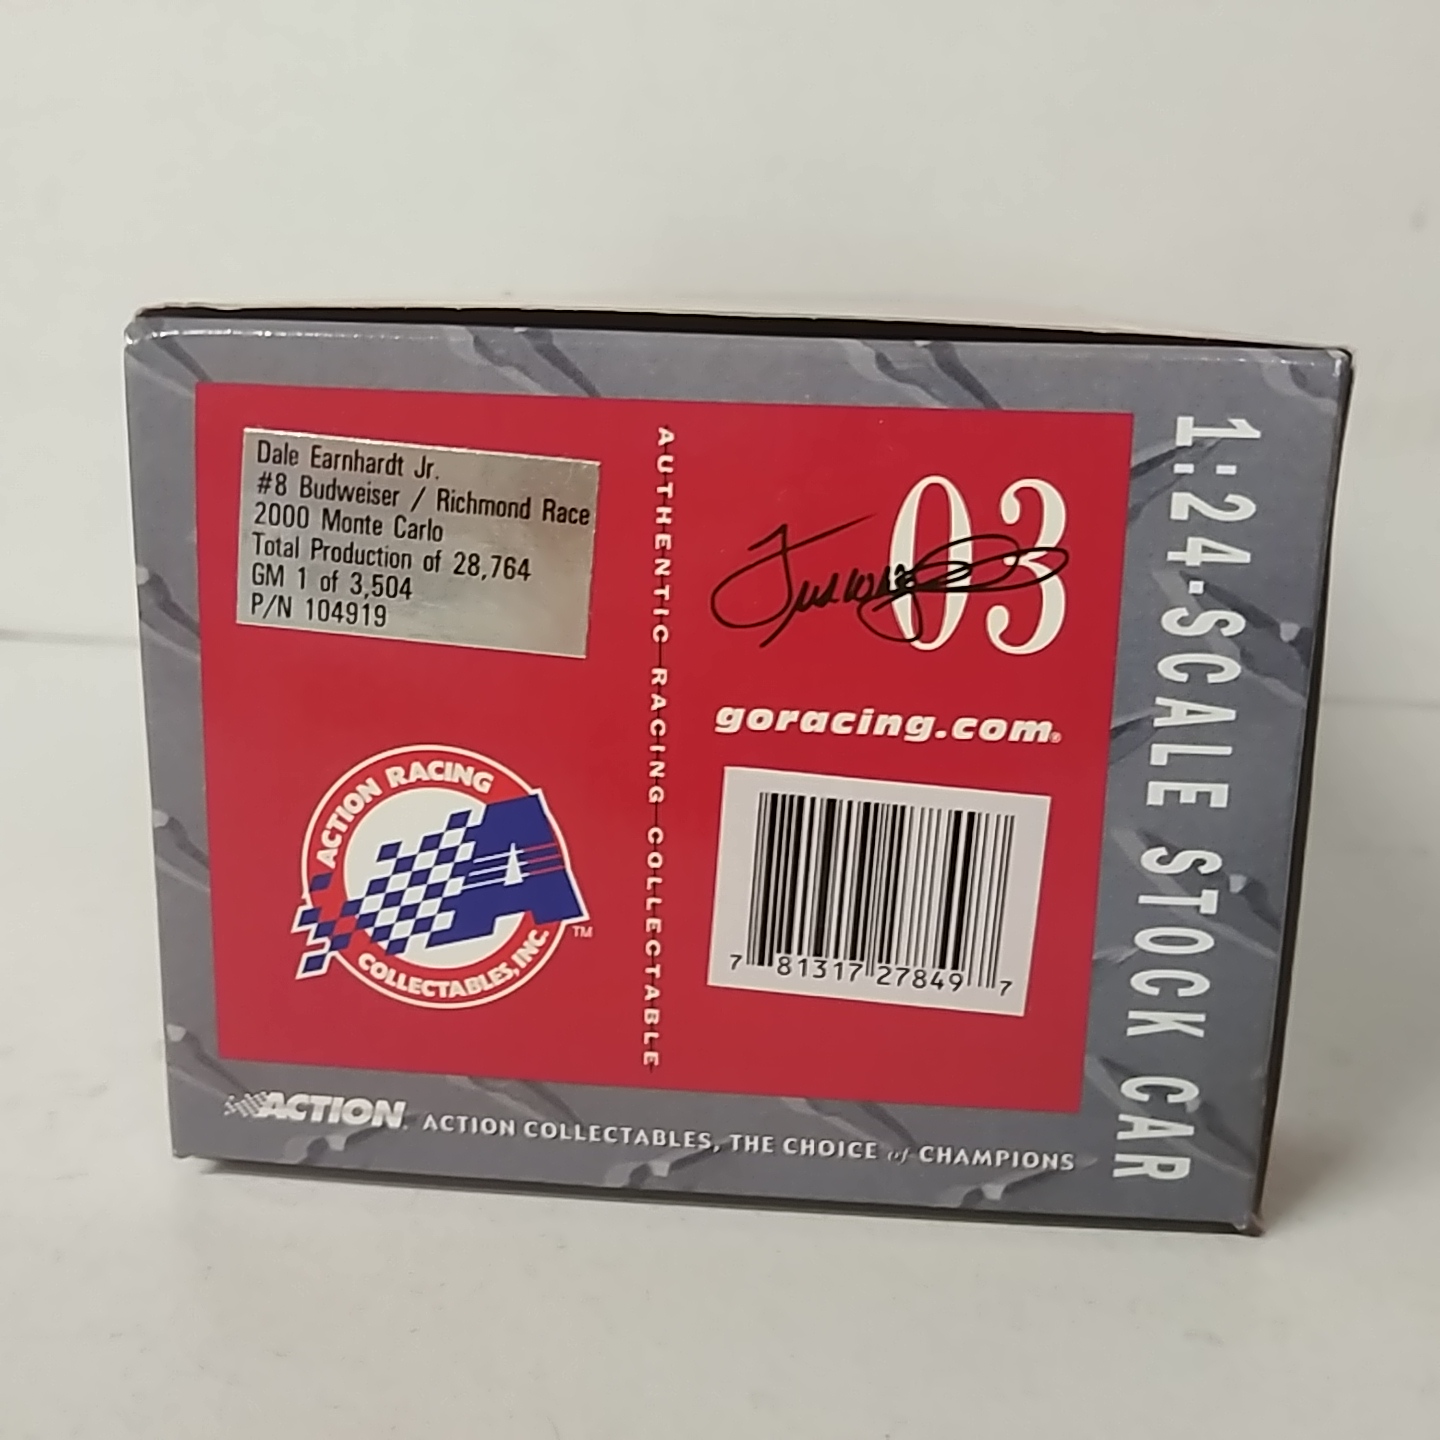 Dale Earnhardt Jr.
#8 Budweiser / Richmond Race
2000 Monte Carlo
Total Production of 28,764
GM 1 of 3,504
P/N 104919
AUTHENTIC RACING COLLECTABLE
03
goracing.com®
ACTION RACING
COLLECTABLES, INC.
TM
7 81317 27849 7
1:24-SCALE STOCK CAR
ACTION. ACTION COLLECTABLES, THE CHOICE of CHAMPIONS